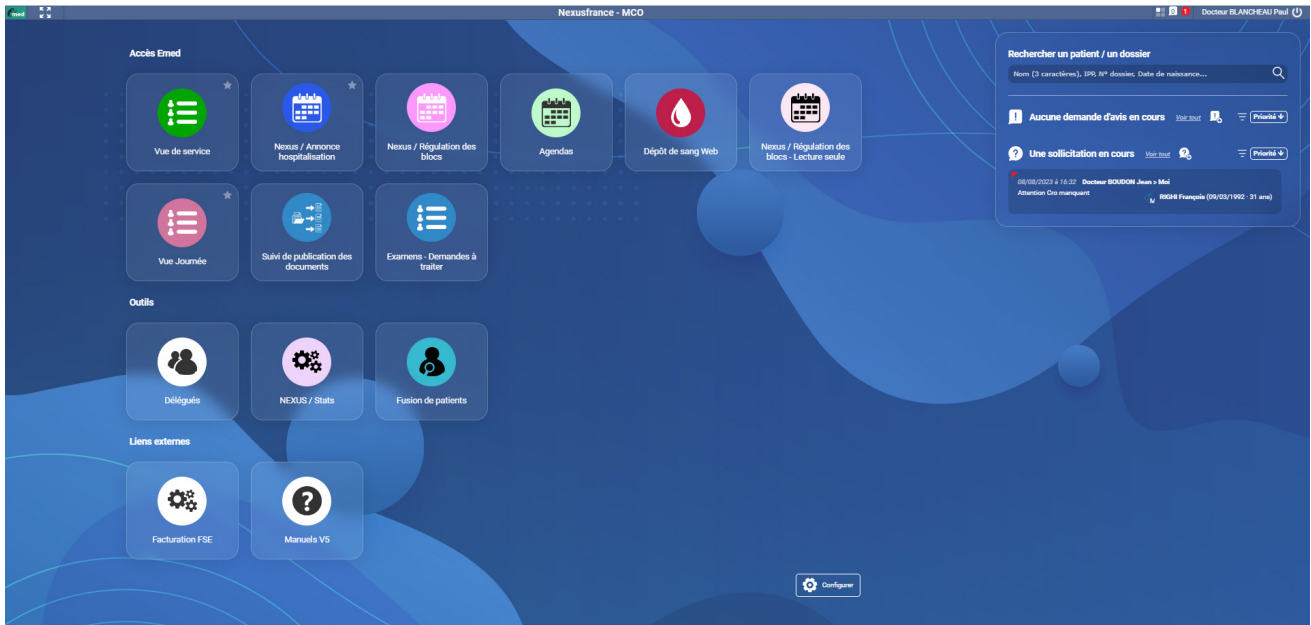 emed
Nexusfrance - MCO
0 1 Docteur BLANCHEAU Paul
Accès Emed
Vue de service
Nexus / Annonce
hospitalisation
Nexus / Régulation des
blocs
Agendas
Dépôt de sang Web
Nexus / Régulation des
blocs - Lecture seule
Vue Journée
Suivi de publication des
documents
Examens - Demandes à
traiter
Outils
Délégués
NEXUS / Stats
Fusion de patients
Liens externes
Facturation FSE
Manuels V5
Configurer
Rechercher un patient / un dossier
Nom (3 caractères), IPP, N° dossier, Date de naissance...
Aucune demande d'avis en cours Voir tout Priorité
Une sollicitation en cours Voir tout Priorité
08/08/2023 à 16:32 Docteur BOUDON Jean > Moi
Attention Cro manquant
M RIGHI François (09/03/1992 - 31 ans)